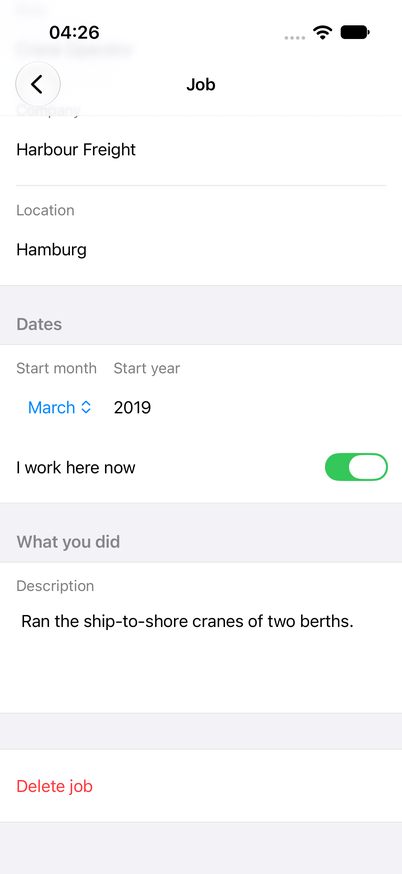 04:26
Job
Company
Harbour Freight
Location
Hamburg
Dates
Start month Start year
March 2019
I work here now
What you did
Description
Ran the ship-to-shore cranes of two berths.
Delete job